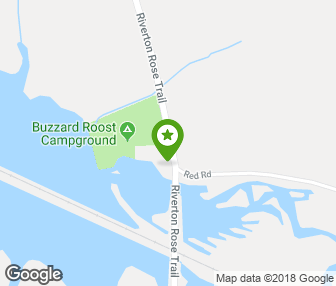 Riverton Rose Trail
Buzzard Roost
Campground
Red Rd
Riverton Rose Trail
Google
Map data ©2018 Google